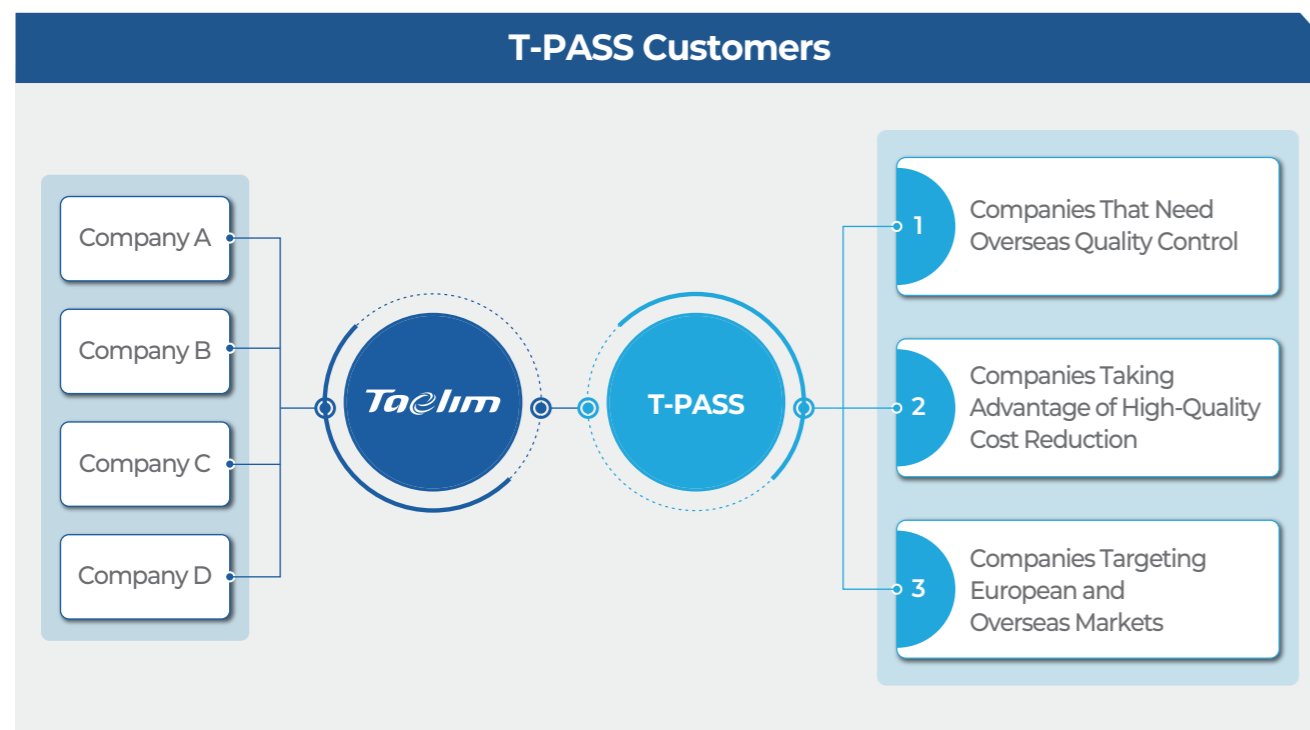 T-PASS Customers
Company A
Company B
Company C
Company D
Taelim
T-PASS
1
Companies That Need
Overseas Quality Control
2
Companies Taking
Advantage of High-Quality
Cost Reduction
3
Companies Targeting
European and
Overseas Markets